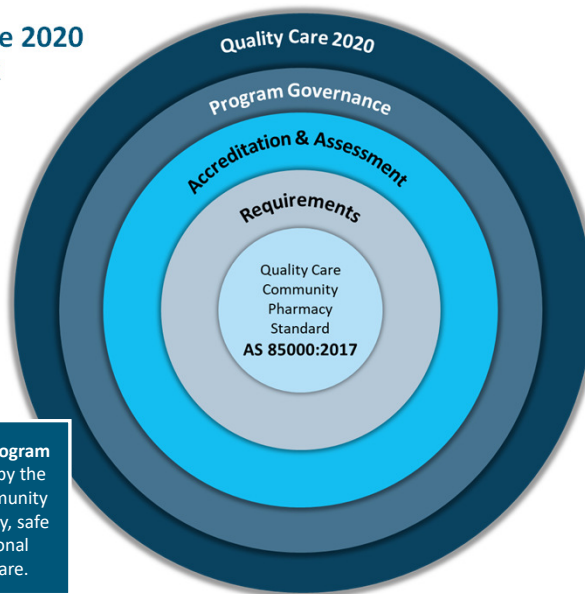 e 2020
Quality Care 2020
Program Governance
Accreditation & Assessment
Requirements
Quality Care
Community
Pharmacy
Standard
AS 85000:2017
ogram
by the
munity
y, safe
onal
are.